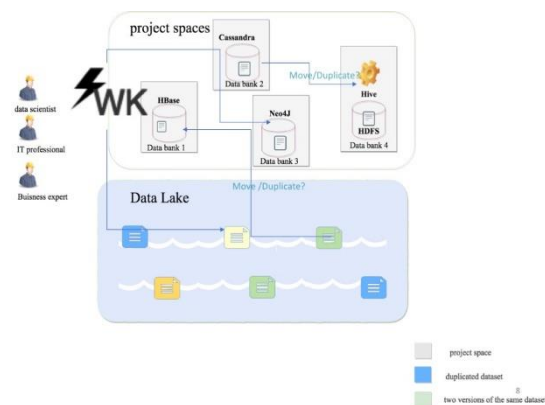 project spaces
Cassandra
Data bank 2
Move/Duplicate?
Hive
HDFS
Data bank 4
WK
HBase
Data bank 1
Neo4J
Data bank 3
data scientist
IT professional
Buisness expert
Move /Duplicate?
Data Lake
project space
duplicated dataset
8
two versions of the same dataset